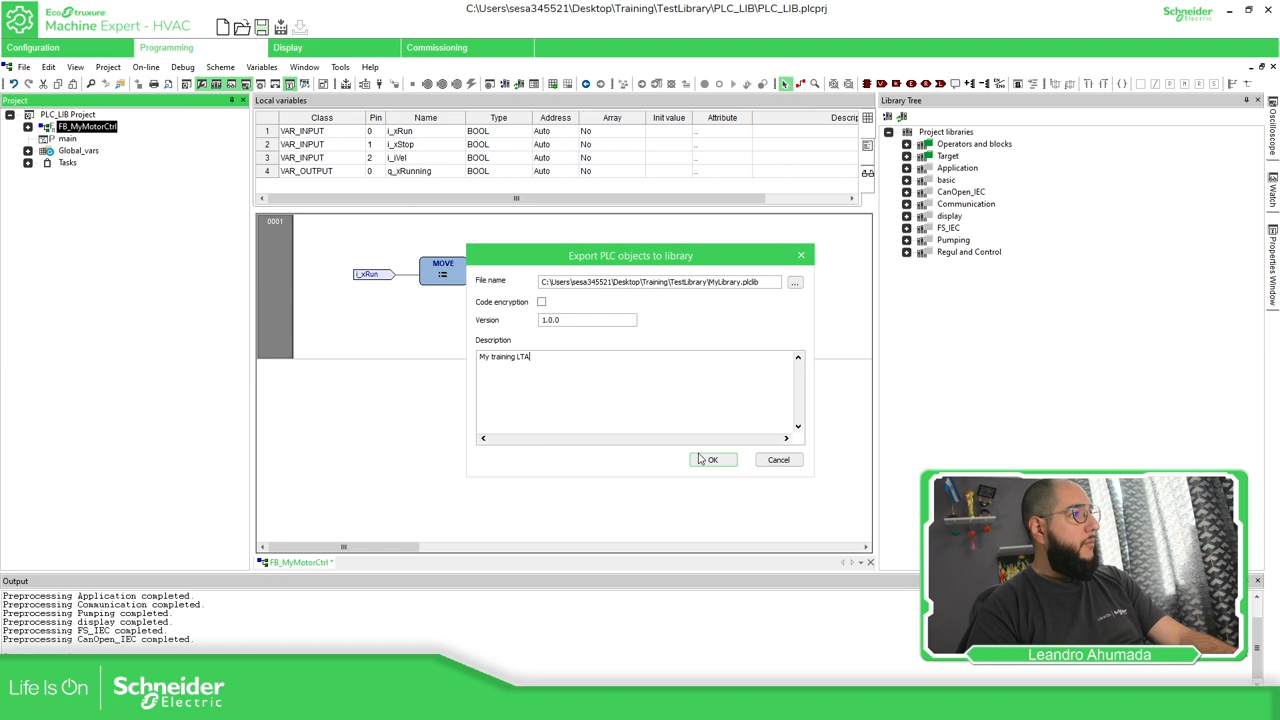 EcoStruxure
Machine Expert - HVAC
C:\Users\sesa345521\Desktop\Training\TestLibrary\PLC_LIB\PLC_LIB.plcprj
Schneider Electric
Configuration
Programming
Display
Commissioning
File Edit View Project On-line Debug Scheme Variables Window Tools Help
Project
PLC_LIB Project
FB_MyMotorCtrl
main
Global_vars
Tasks
Local variables
Class Pin Name Type Address Array Init value Attribute Descrip
1 VAR_INPUT 0 i_xRun BOOL Auto No ..
2 VAR_INPUT 1 i_xStop BOOL Auto No
3 VAR_INPUT 2 i_iVel BOOL Auto No ..
4 VAR_OUTPUT 0 q_xRunning BOOL Auto No ..
0001
i_xRun
MOVE
:=
Export PLC objects to library
File name C:\Users\sesa345521\Desktop\Training\TestLibrary\MyLibrary.plclib ...
Code encryption
Version 1.0.0
Description
My training LTA
OK Cancel
FB_MyMotorCtrl *
Library Tree
Project libraries
Operators and blocks
Target
Application
basic
CanOpen_IEC
Communication
display
FS_IEC
Pumping
Regul and Control
Oscilloscope
Watch
Properties Window
Output
Preprocessing Application completed.
Preprocessing Communication completed.
Preprocessing Pumping completed.
Preprocessing display completed.
Preprocessing FS_IEC completed.
Preprocessing CanOpen_IEC completed.
Leandro Ahumada
Life Is On
Schneider Electric